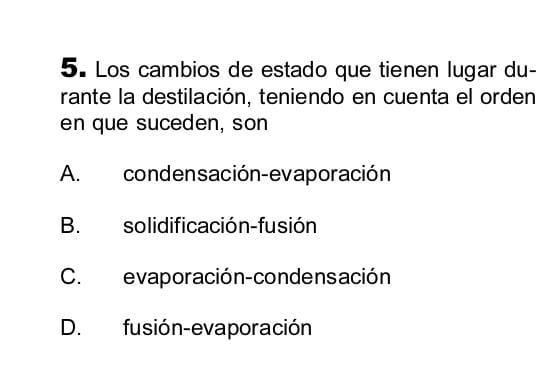 5. Los cambios de estado que tienen lugar du-
rante la destilación, teniendo en cuenta el orden
en que suceden, son
A. condensación-evaporación
B. solidificación-fusión
C. evaporación-condensación
D. fusión-evaporación